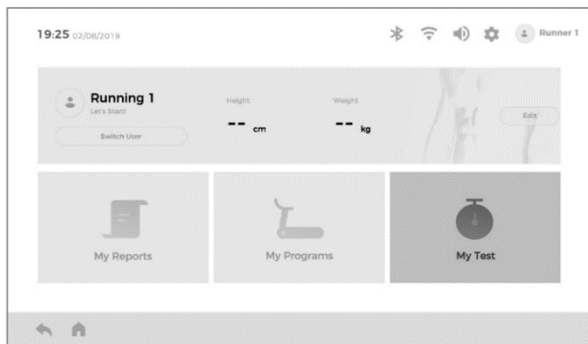 19:25 02/08/2019
Runner 1
Running 1
Let's Start!
Switch User
Height
-- cm
Weight
-- kg
Edit
My Reports
My Programs
My Test